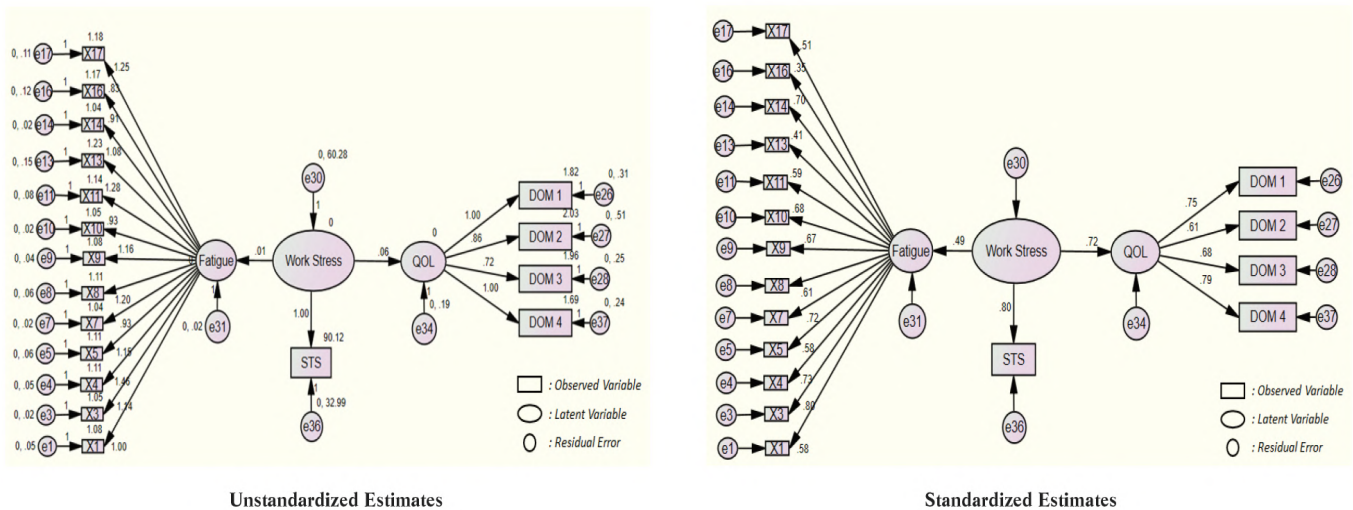 1.18
0, .11 e17 1 X17
1.25
1.17
0, .12 e16 1 X16
.83
1.04
0, .02 e14 1 X14
.91
1.23
0, .15 e13 1 X13
1.08
1.14
0, .08 e11 1 X11
1.28
1.05
0, .02 e10 1 X10
.93
1.08
0, .04 e9 1 X9
1.16
1.11
0, .06 e8 1 X8
1.20
1.04
0, .02 e7 1 X7
.93
1.11
0, .06 e5 1 X5
1.15
1.11
0, .05 e4 1 X4
1.46
1.05
0, .02 e3 1 X3
1.14
1.08
0, .05 e1 1 X1
1.00
Fatigue
1
0, .02 e31
.01
0, 60.28
e30
1
0
Work Stress
.06
0
QOL
1
0, .19
e34
1.00
90.12
STS
1
0, 32.99
e36
1.82 0, .31
1.00 DOM 1 1 e26
2.03 0, .51
.86 DOM 2 1 e27
1.96 0, .25
.72 DOM 3 1 e28
1.69 0, .24
1.00 DOM 4 1 e37
: Observed Variable
: Latent Variable
: Residual Error
Unstandardized Estimates
e17 X17 .51
e16 X16 .35
e14 X14 .70
e13 X13 .41
e11 X11 .59
e10 X10 .68
e9 X9 .67
e8 X8 .61
e7 X7 .72
e5 X5 .58
e4 X4 .73
e3 X3 .80
e1 X1 .58
Fatigue
e31
.49
e30
Work Stress
.72
QOL
e34
.80
STS
e36
.75 DOM 1 e26
.61 DOM 2 e27
.68 DOM 3 e28
.79 DOM 4 e37
: Observed Variable
: Latent Variable
: Residual Error
Standardized Estimates